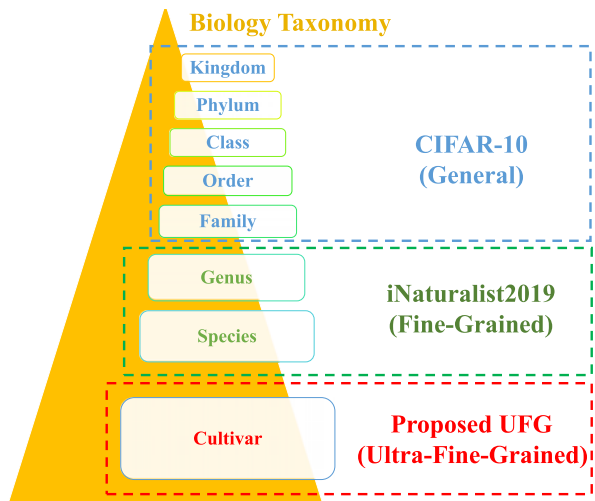 Biology Taxonomy
Kingdom
Phylum
Class
Order
Family
CIFAR-10
(General)
Genus
Species
iNaturalist2019
(Fine-Grained)
Cultivar
Proposed UFG
(Ultra-Fine-Grained)